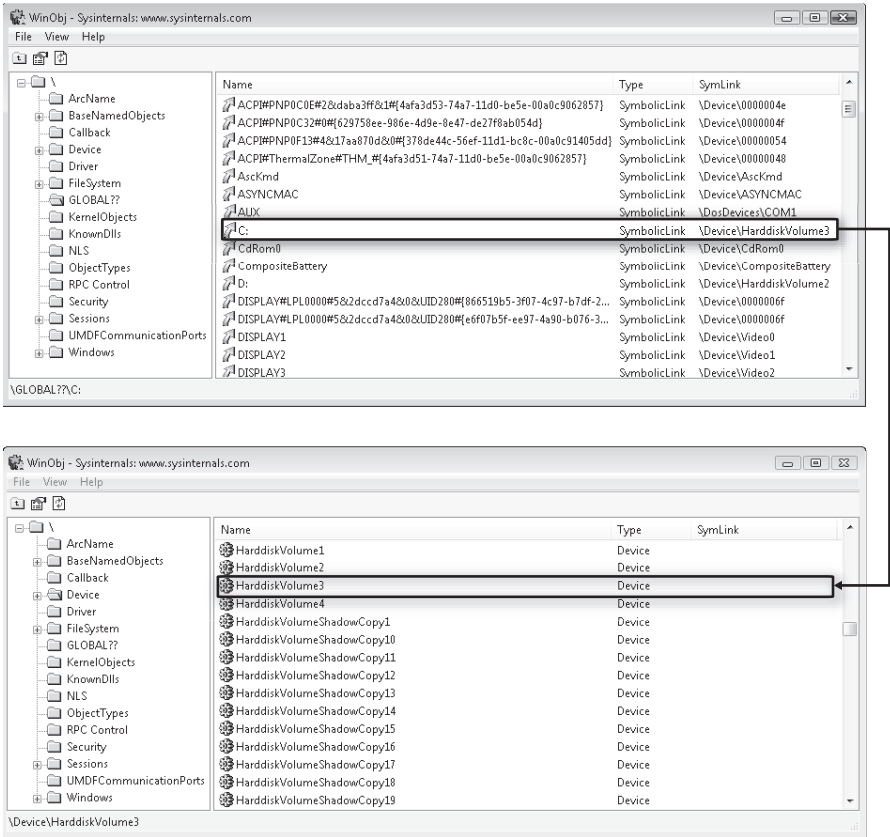 WinObj - Sysinternals: www.sysinternals.com
File View Help
\
ArcName
BaseNamedObjects
Callback
Device
Driver
FileSystem
GLOBAL??
KernelObjects
KnownDlls
NLS
ObjectTypes
RPC Control
Security
Sessions
UMDFCommunicationPorts
Windows
Name Type SymLink
ACPI#PNP0C0E#2&daba3ff&1#{4afa3d53-74a7-11d0-be5e-00a0c9062857} SymbolicLink \Device\0000004e
ACPI#PNP0C32#0#{629758ee-986e-4d9e-8e47-de27f8ab054d} SymbolicLink \Device\0000004f
ACPI#PNP0F13#4&17aa870d&0#{378de44c-56ef-11d1-bc8c-00a0c91405dd} SymbolicLink \Device\00000054
ACPI#ThermalZone#THM_#{4afa3d51-74a7-11d0-be5e-00a0c9062857} SymbolicLink \Device\00000048
AscKmd SymbolicLink \Device\AscKmd
ASYNCMAC SymbolicLink \Device\ASYNCMAC
AUX SymbolicLink \DosDevices\COM1
C: SymbolicLink \Device\HarddiskVolume3
CdRom0 SymbolicLink \Device\CdRom0
CompositeBattery SymbolicLink \Device\CompositeBattery
D: SymbolicLink \Device\HarddiskVolume2
DISPLAY#LPL0000#5&2dccd7a4&0&UID280#{866519b5-3f07-4c97-b7df-2... SymbolicLink \Device\0000006f
DISPLAY#LPL0000#5&2dccd7a4&0&UID280#{e6f07b5f-ee97-4a90-b076-3... SymbolicLink \Device\0000006f
DISPLAY1 SymbolicLink \Device\Video0
DISPLAY2 SymbolicLink \Device\Video1
DISPLAY3 SymbolicLink \Device\Video2
\GLOBAL??\C:
WinObj - Sysinternals: www.sysinternals.com
File View Help
\
ArcName
BaseNamedObjects
Callback
Device
Driver
FileSystem
GLOBAL??
KernelObjects
KnownDlls
NLS
ObjectTypes
RPC Control
Security
Sessions
UMDFCommunicationPorts
Windows
Name Type SymLink
HarddiskVolume1 Device
HarddiskVolume2 Device
HarddiskVolume3 Device
HarddiskVolume4 Device
HarddiskVolumeShadowCopy1 Device
HarddiskVolumeShadowCopy10 Device
HarddiskVolumeShadowCopy11 Device
HarddiskVolumeShadowCopy12 Device
HarddiskVolumeShadowCopy13 Device
HarddiskVolumeShadowCopy14 Device
HarddiskVolumeShadowCopy15 Device
HarddiskVolumeShadowCopy16 Device
HarddiskVolumeShadowCopy17 Device
HarddiskVolumeShadowCopy18 Device
HarddiskVolumeShadowCopy19 Device
\Device\HarddiskVolume3